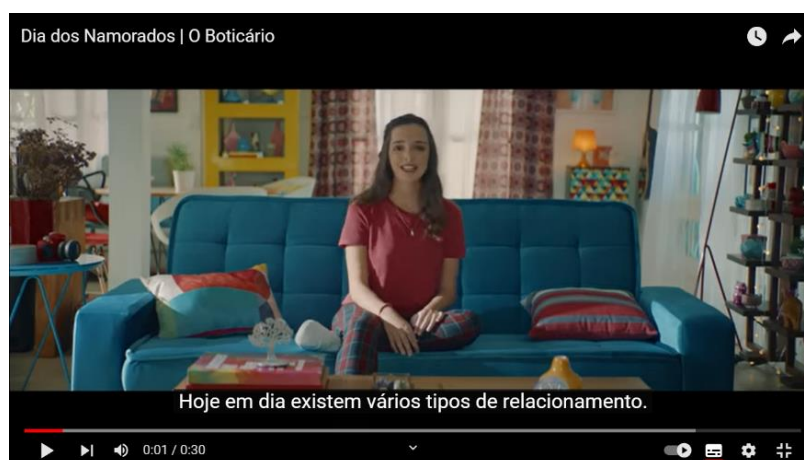 Dia dos Namorados | O Boticário
Hoje em dia existem vários tipos de relacionamento.
0:01 / 0:30